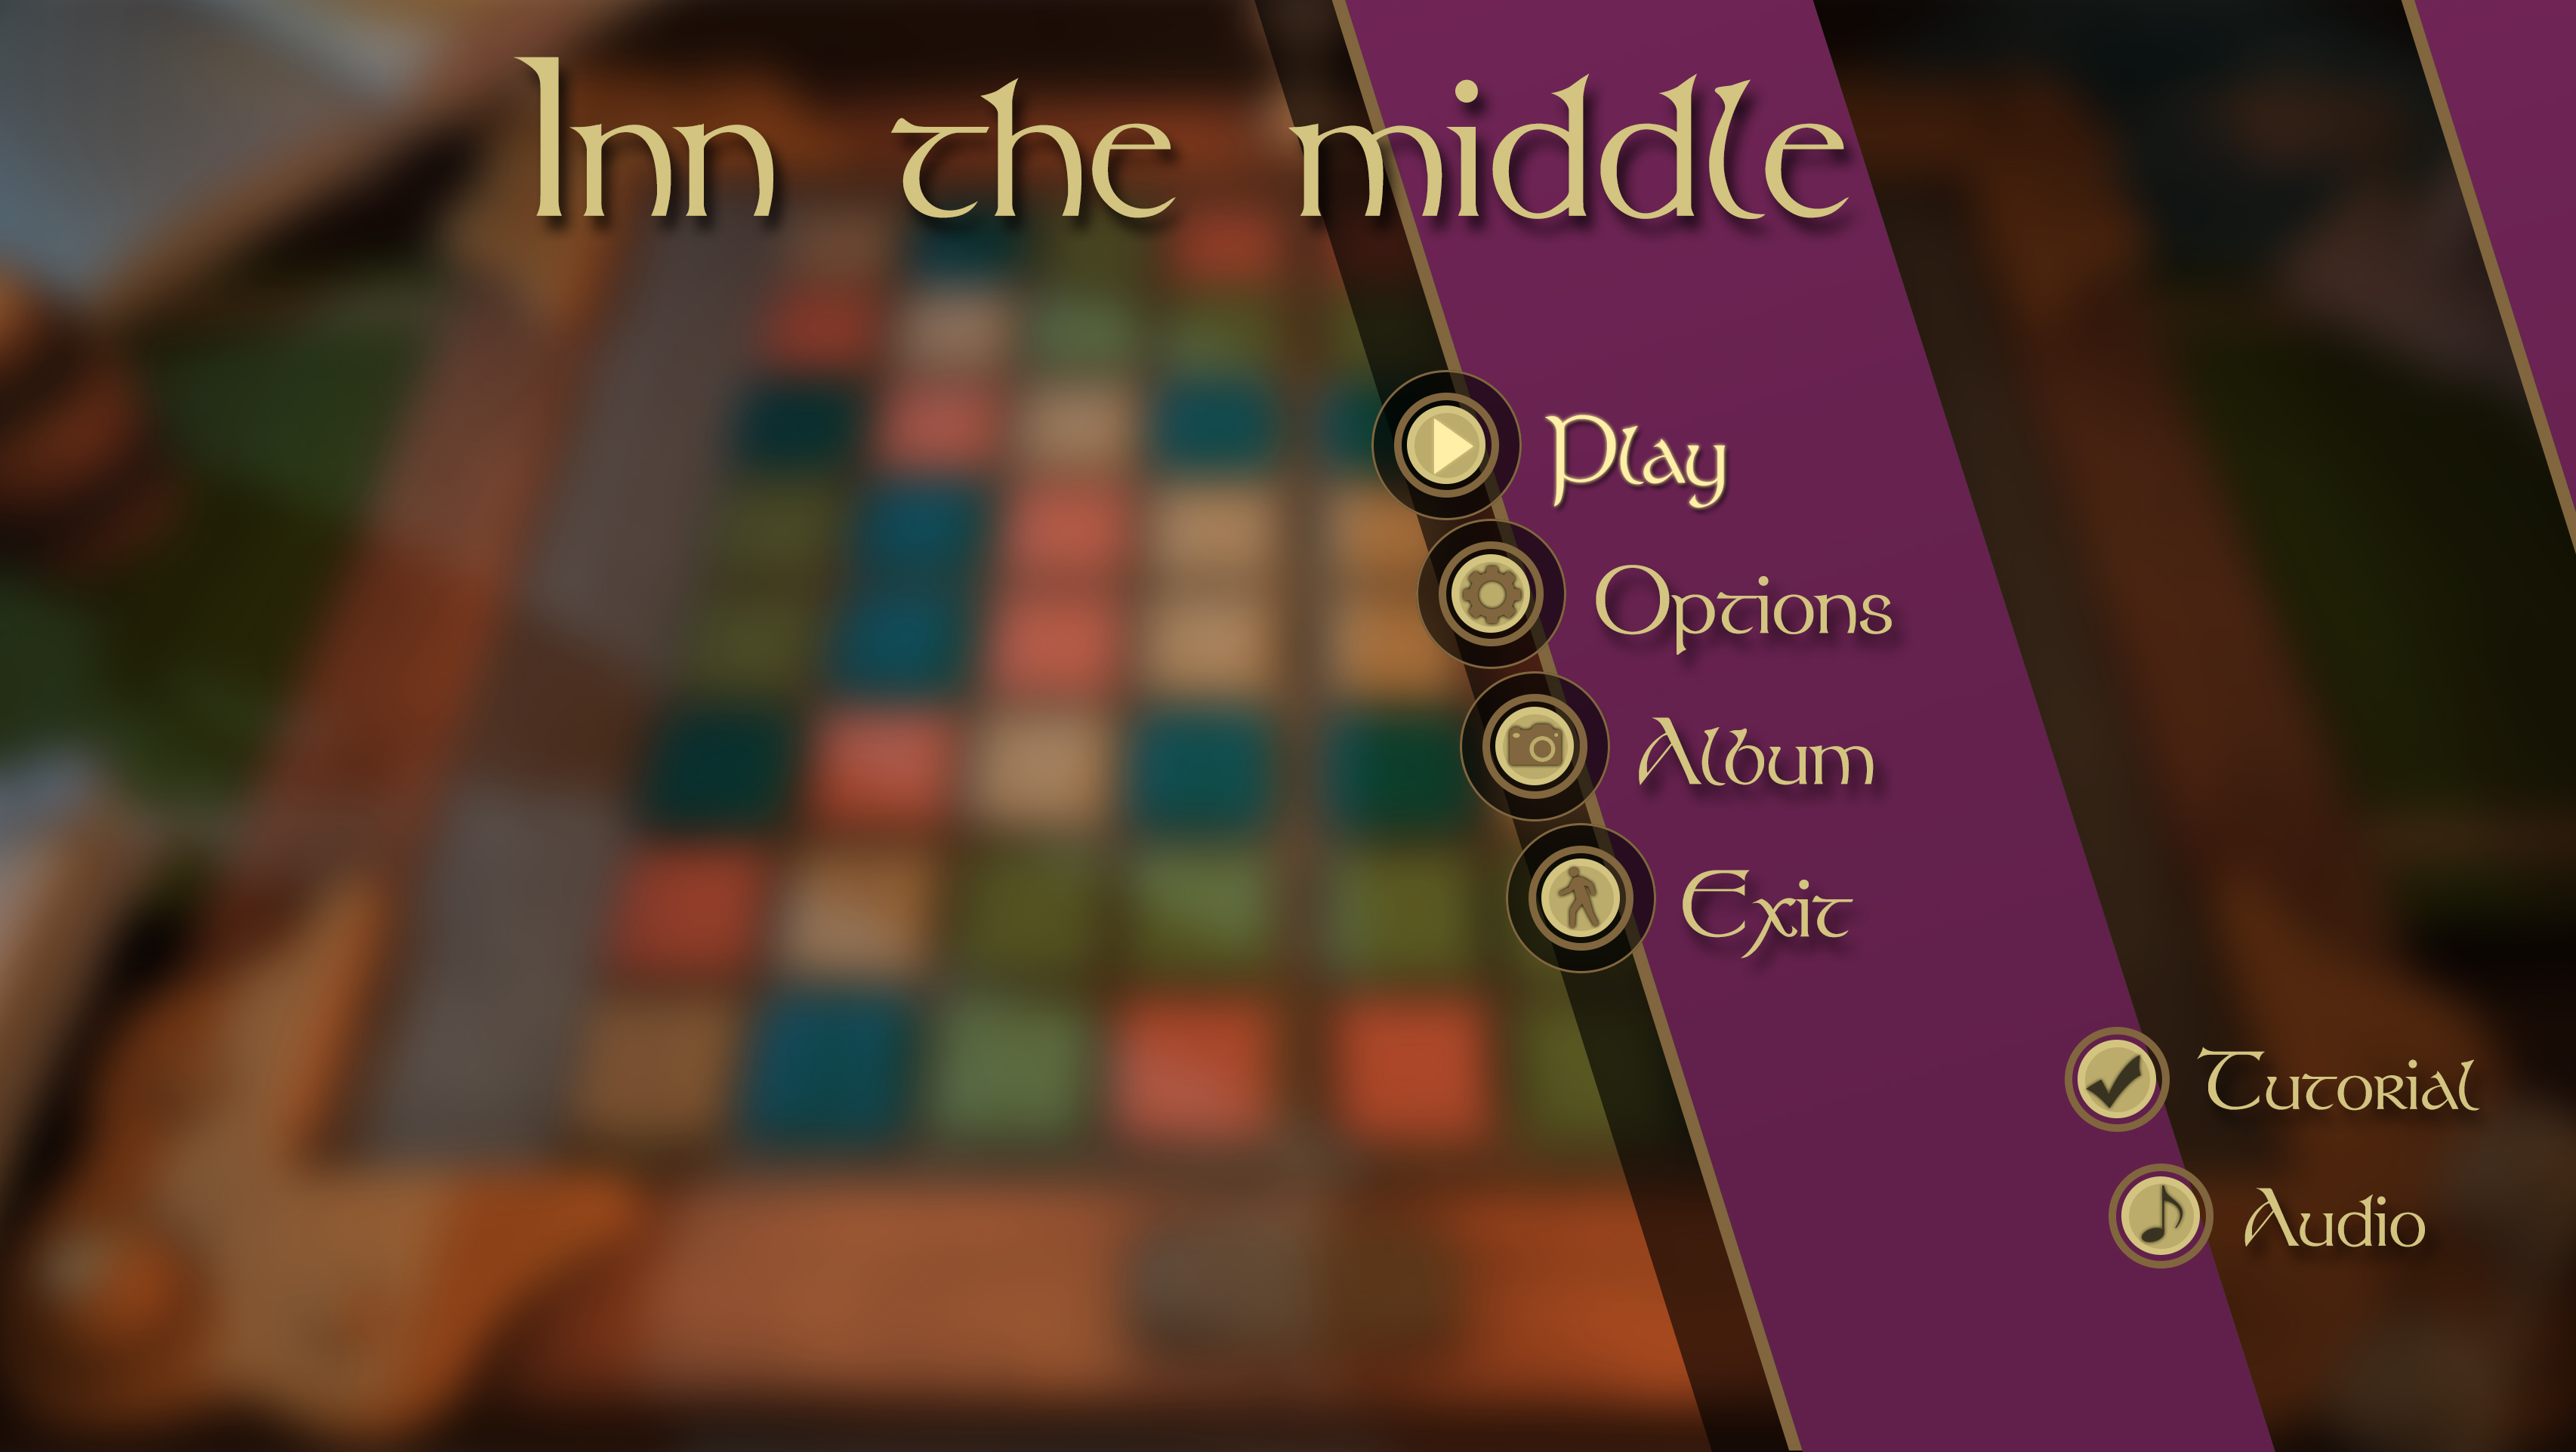 Inn the middle
Play
Options
Album
Exit
Tutorial
Audio